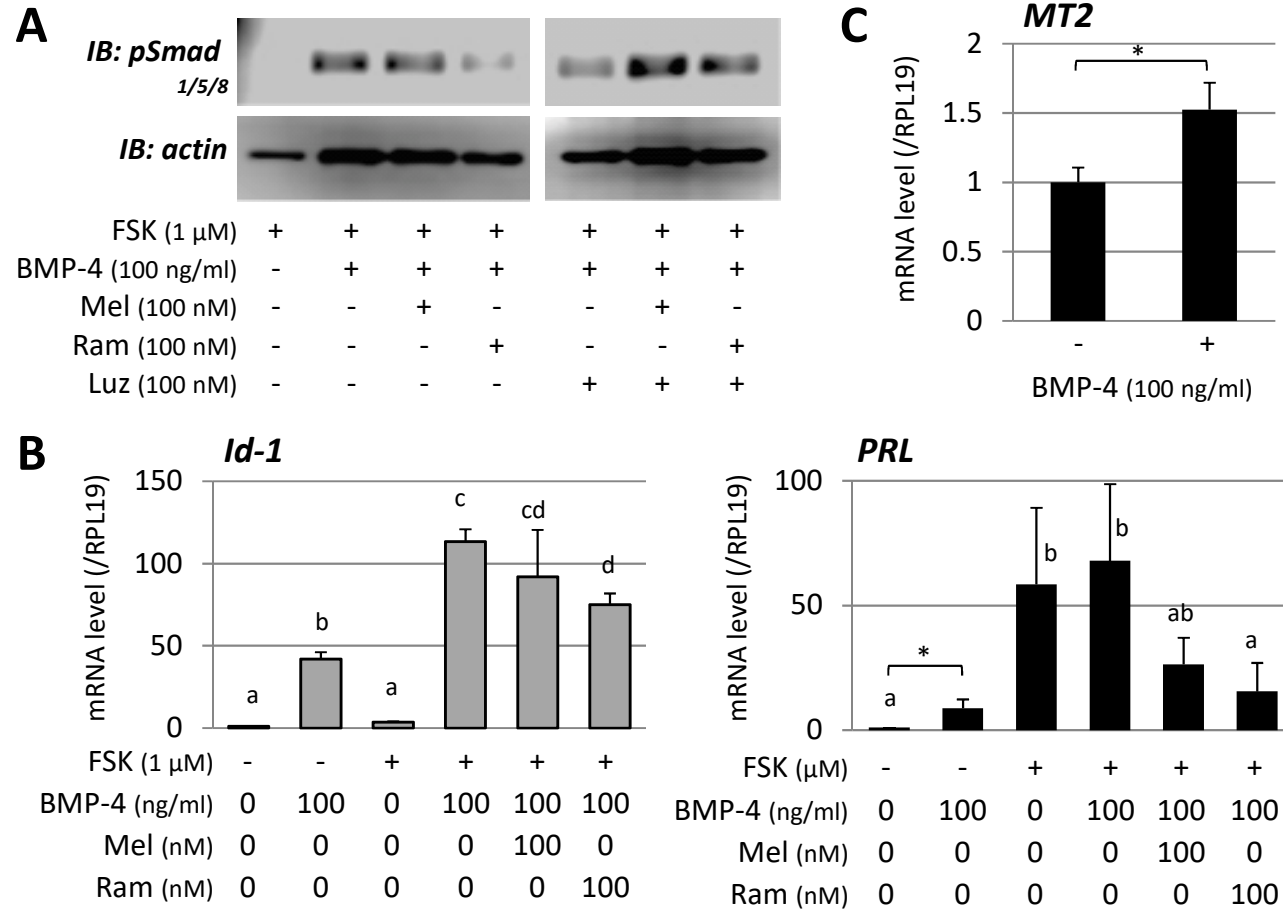 A
IB: pSmad
1/5/8
IB: actin
FSK (1 µM) + + + + + + +
BMP-4 (100 ng/ml) - + + + + + +
Mel (100 nM) - - + - - + -
Ram (100 nM) - - - + - - +
Luz (100 nM) - - - - + + +
C
MT2
mRNA level (/RPL19)
2
1.5
1
0.5
0
*
- +
BMP-4 (100 ng/ml)
B
Id-1
mRNA level (/RPL19)
150
100
50
0
a b a c cd d
FSK (1 µM) - - + + + +
BMP-4 (ng/ml) 0 100 0 100 100 100
Mel (nM) 0 0 0 0 100 0
Ram (nM) 0 0 0 0 0 100
PRL
mRNA level (/RPL19)
100
50
0
*
a b b ab a
FSK (µM) - - + + + +
BMP-4 (ng/ml) 0 100 0 100 100 100
Mel (nM) 0 0 0 0 100 0
Ram (nM) 0 0 0 0 0 100